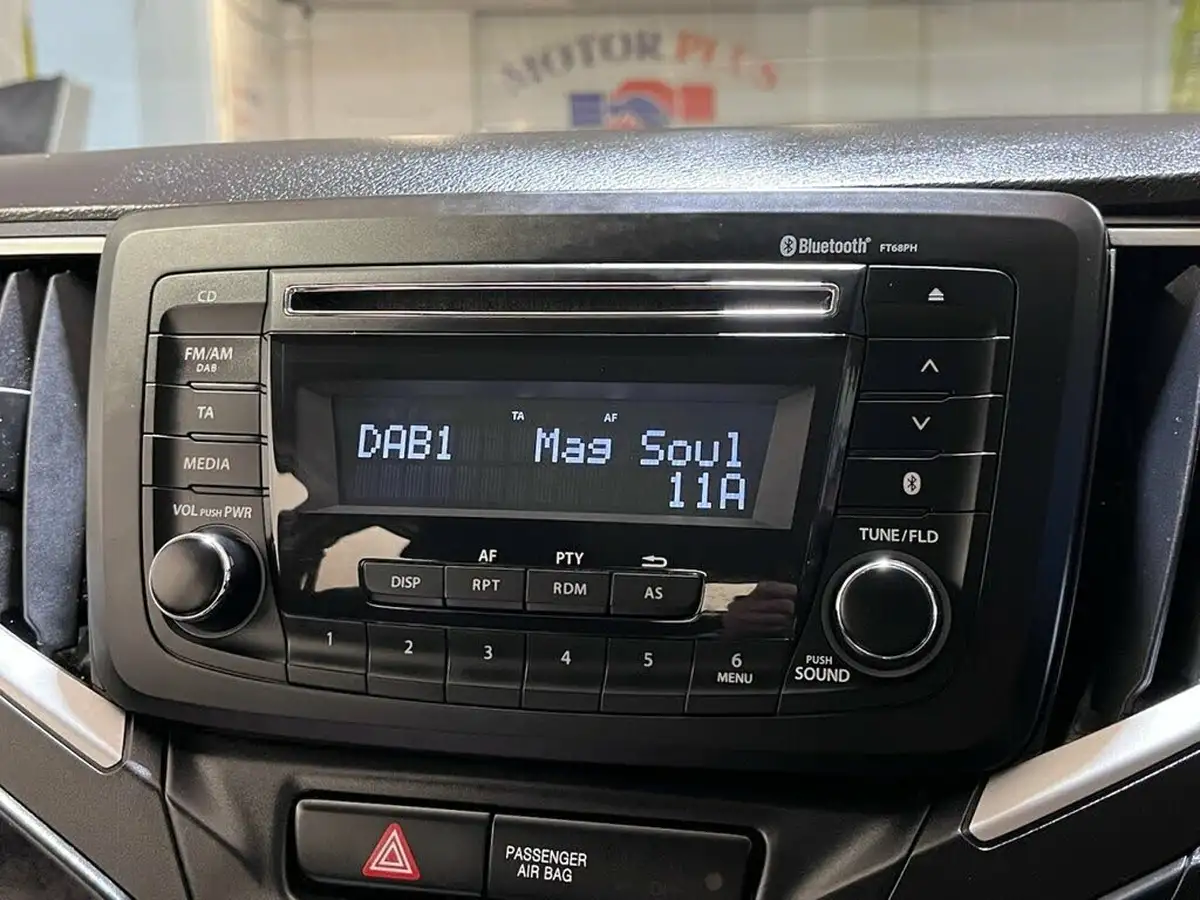 MOTOR PLUS
Bluetooth® FT68PH
CD
FM/AM
DAB
TA
MEDIA
VOL PUSH PWR
TA AF
DAB1 Mag Soul
11A
TUNE/FLD
AF PTY
DISP RPT RDM AS
1 2 3 4 5 6
MENU
PUSH
SOUND
PASSENGER
AIR BAG